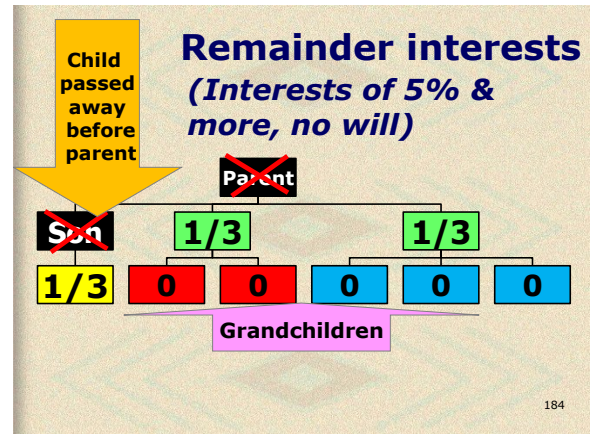 Child
passed
away
before
parent
Remainder interests
(Interests of 5% &
more, no will)
Parent
Son
1/3
1/3
1/3
0
0
0
0
0
Grandchildren
184